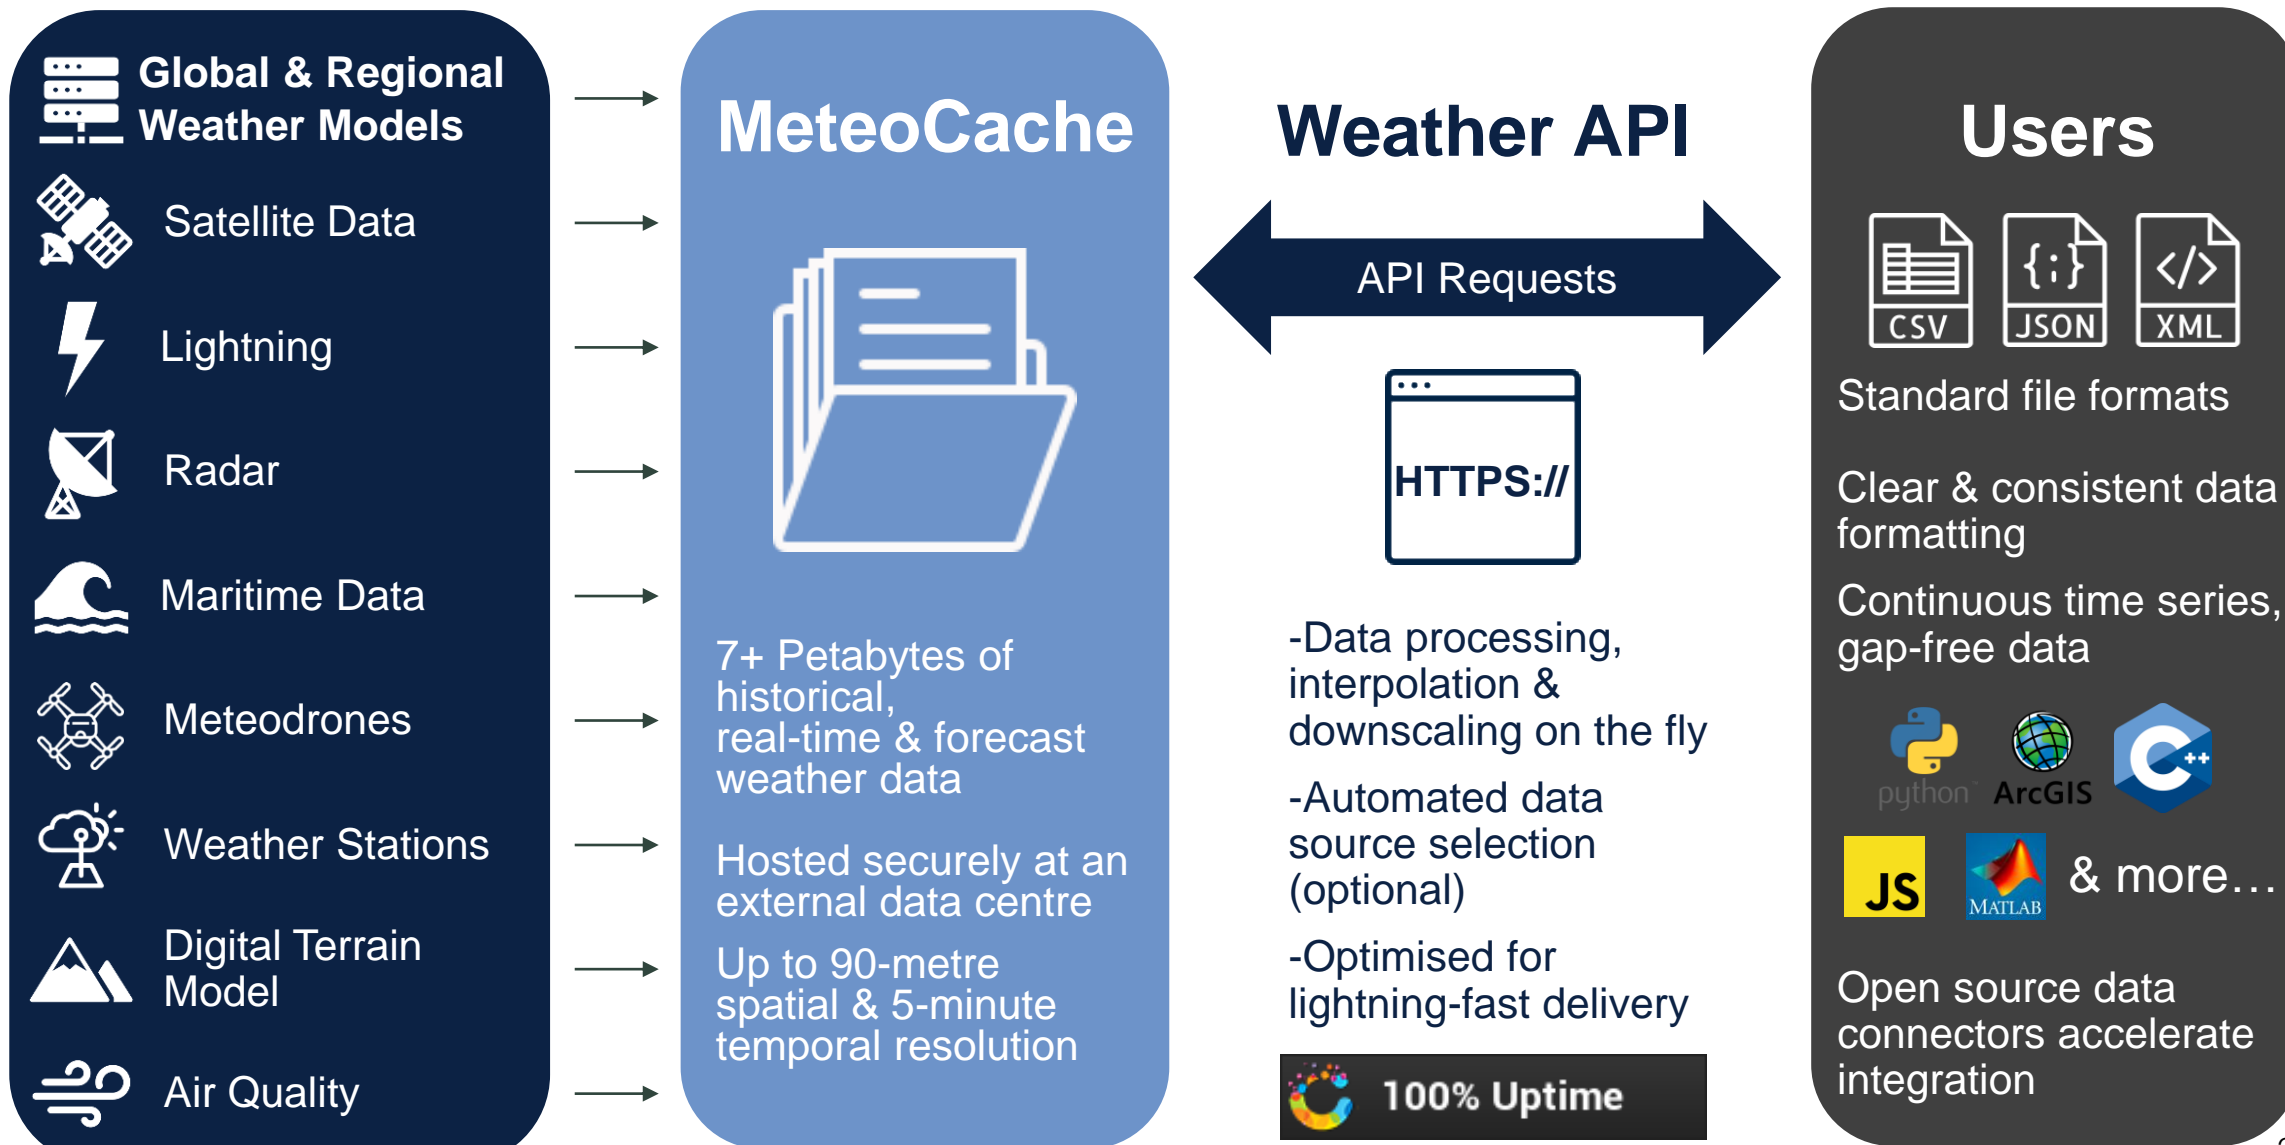 Global & Regional
Weather Models
Satellite Data
Lightning
Radar
Maritime Data
Meteodrones
Weather Stations
Digital Terrain
Model
Air Quality
MeteoCache
7+ Petabytes of
historical,
real-time & forecast
weather data
Hosted securely at an
external data centre
Up to 90-metre
spatial & 5-minute
temporal resolution
Weather API
API Requests
HTTPS://
-Data processing,
interpolation &
downscaling on the fly
-Automated data
source selection
(optional)
-Optimised for
lightning-fast delivery
100% Uptime
Users
CSV
{;}
JSON
</>
XML
Standard file formats
Clear & consistent data
formatting
Continuous time series,
gap-free data
python
ArcGIS
C++
JS
MATLAB
& more…
Open source data
connectors accelerate
integration